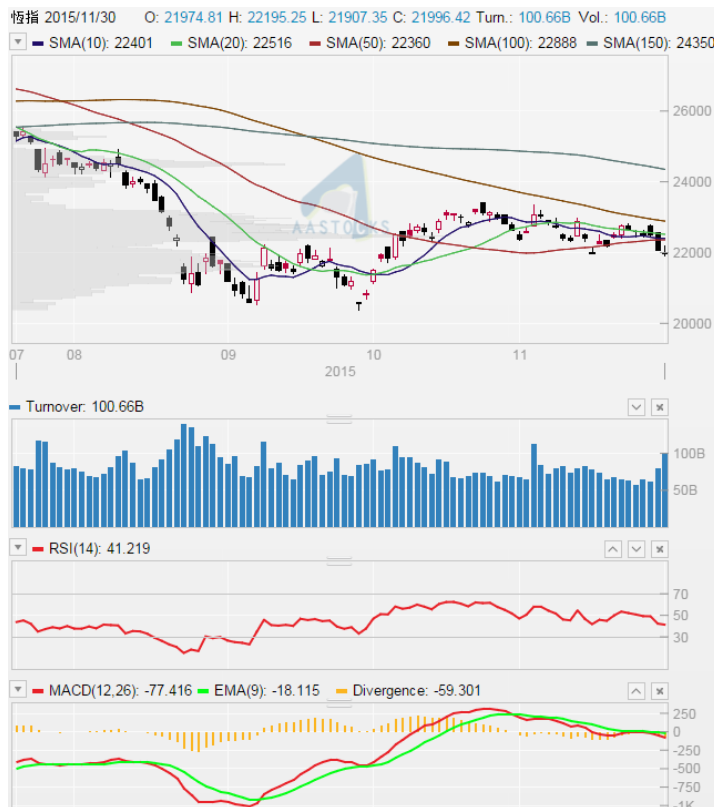 恆指 2015/11/30 O: 21974.81 H: 22195.25 L: 21907.35 C: 21996.42 Turn.: 100.66B Vol.: 100.66B
SMA(10): 22401 SMA(20): 22516 SMA(50): 22360 SMA(100): 22888 SMA(150): 24350
26000
24000
AASTOCKS
22000
20000
07 08 09 10 11
2015
Turnover: 100.66B
100B
50B
RSI(14): 41.219
70
50
30
MACD(12,26): -77.416 EMA(9): -18.115 Divergence: -59.301
250
0
-250
-500
-750
-1K